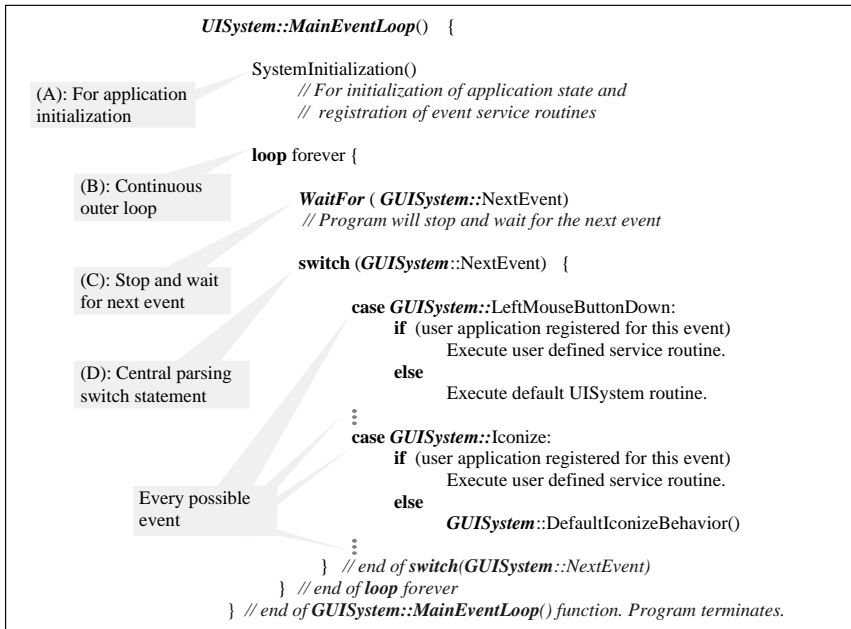 UISystem::MainEventLoop() {
SystemInitialization()
// For initialization of application state and
// registration of event service routines
(A): For application
initialization
loop forever {
(B): Continuous
outer loop
WaitFor ( GUISystem::NextEvent)
// Program will stop and wait for the next event
(C): Stop and wait
for next event
switch (GUISystem::NextEvent) {
case GUISystem::LeftMouseButtonDown:
if (user application registered for this event)
Execute user defined service routine.
else
Execute default UISystem routine.
(D): Central parsing
switch statement
case GUISystem::Iconize:
if (user application registered for this event)
Execute user defined service routine.
else
GUISystem::DefaultIconizeBehavior()
Every possible
event
} // end of switch(GUISystem::NextEvent)
} // end of loop forever
} // end of GUISystem::MainEventLoop() function. Program terminates.